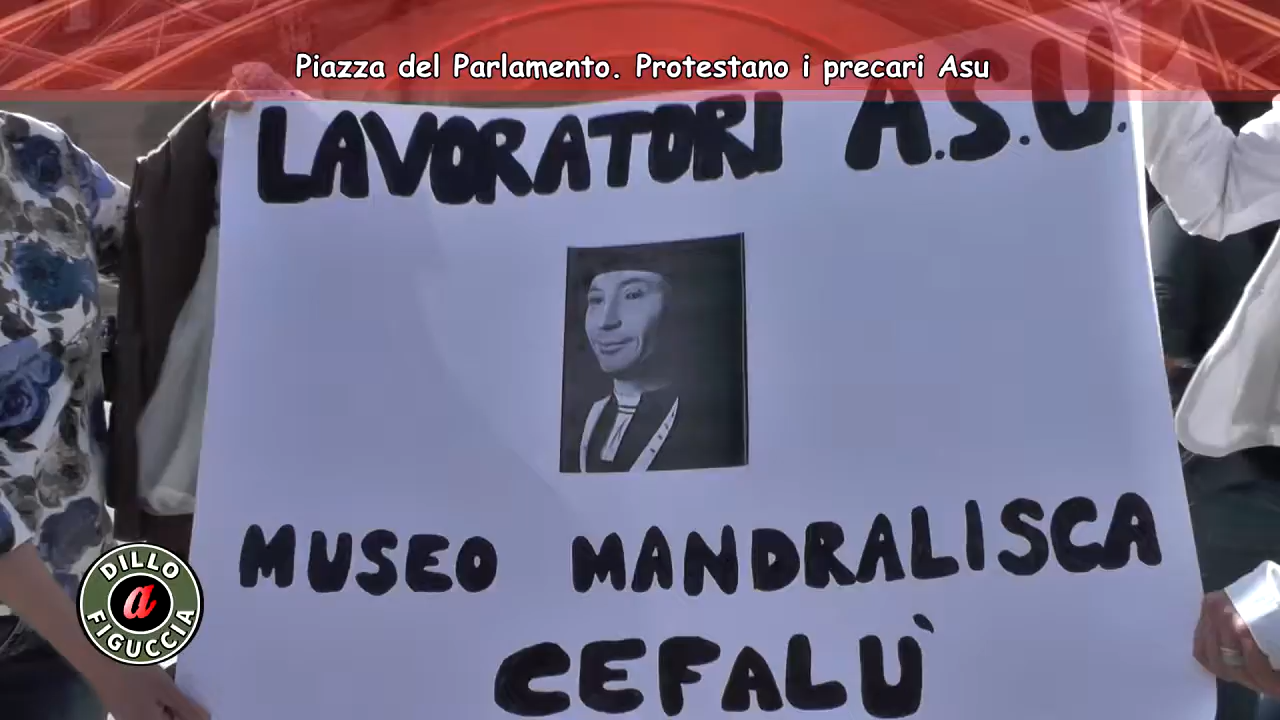 Piazza del Parlamento. Protestano i precari Asu
LAVORATORI A.S.U.
MUSEO MANDRALISCA
CEFALÙ
DILLO
a
FIGUCCIA